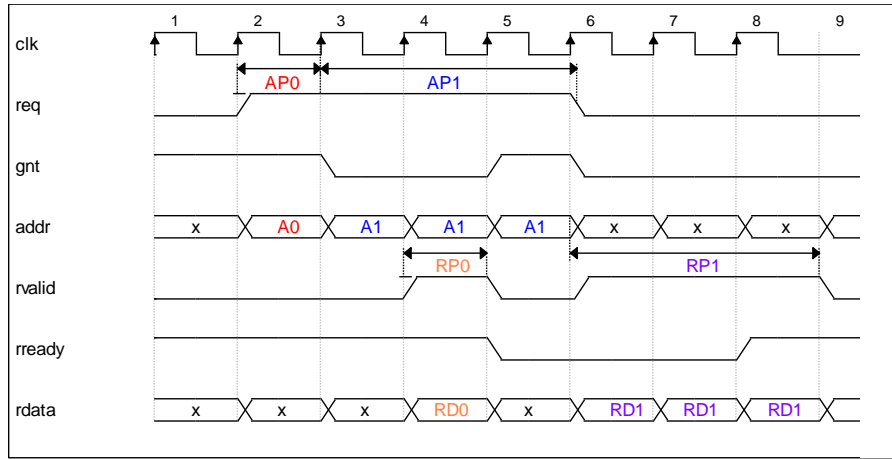 1 2 3 4 5 6 7 8 9
clk
AP0 AP1
req
gnt
addr x A0 A1 A1 A1 x x x
RP0 RP1
rvalid
rready
rdata x x x RD0 x RD1 RD1 RD1